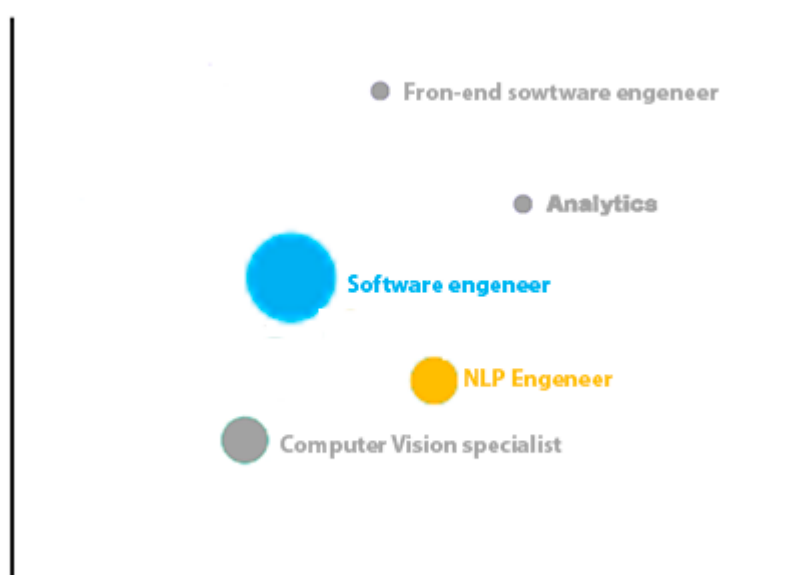 Fron-end sowtware engeneer
Analytics
Software engeneer
NLP Engeneer
Computer Vision specialist